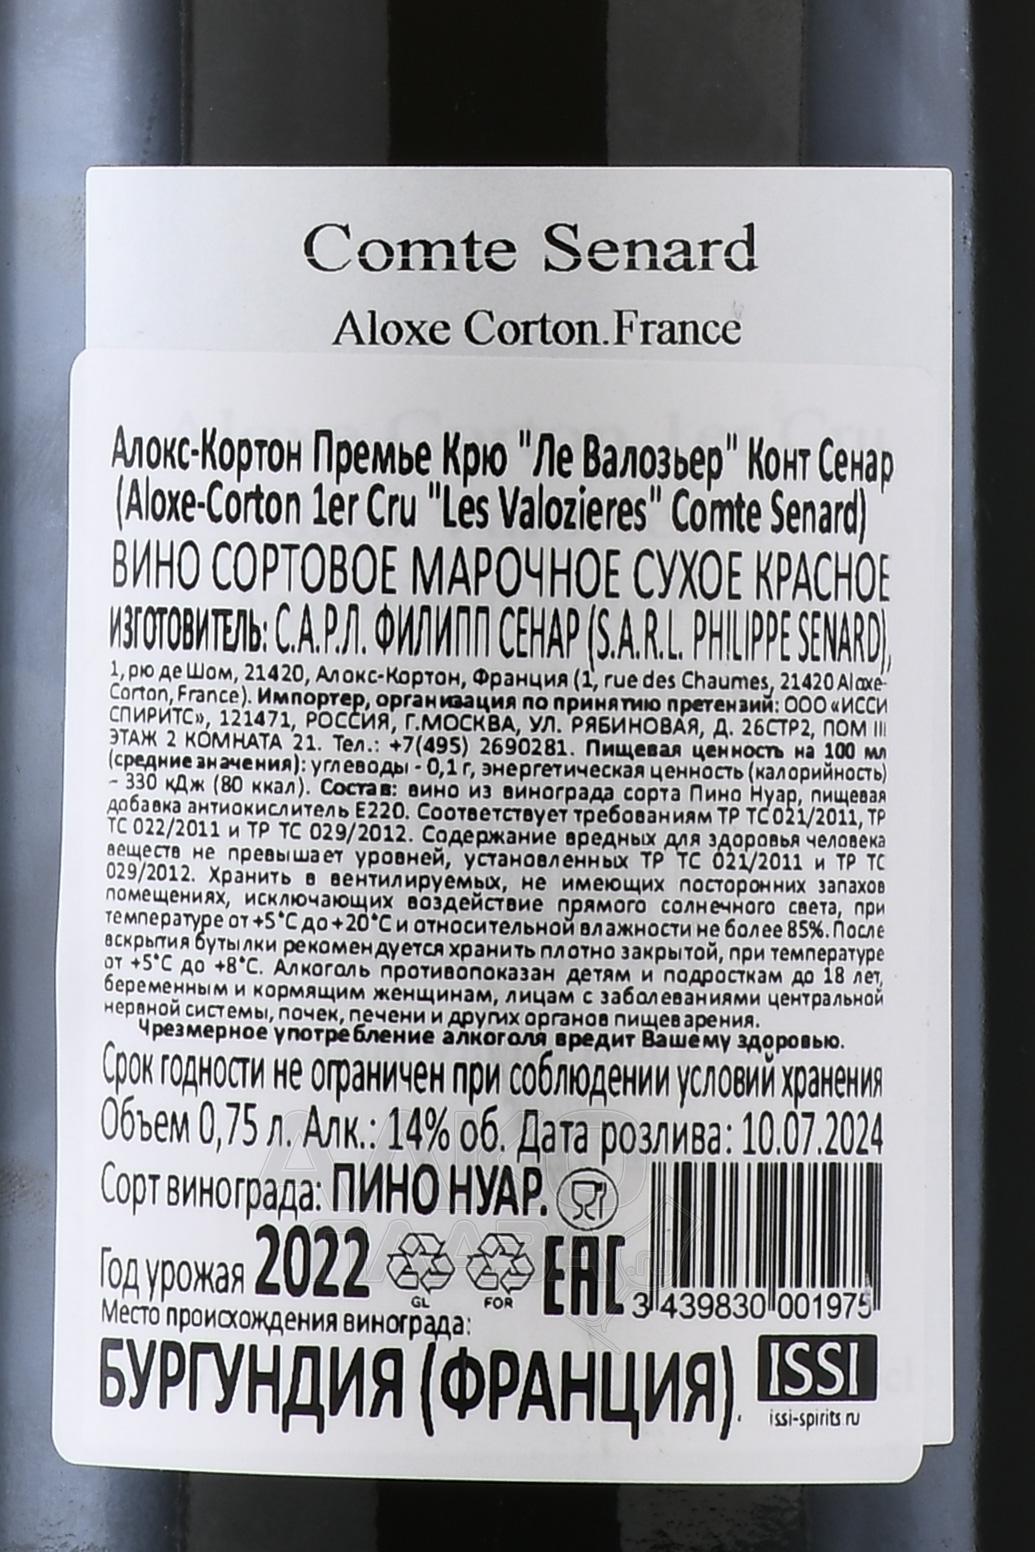 Comte Senard
Aloxe Corton.France
Алокс-Кортон Премье Крю "Ле Валозьер" Конт Сенар
(Aloxe-Corton 1er Cru "Les Valozieres" Comte Senard)
ВИНО СОРТОВОЕ МАРОЧНОЕ СУХОЕ КРАСНОЕ
ИЗГОТОВИТЕЛЬ: С.А.Р.Л. ФИЛИПП СЕНАР (S.A.R.L. PHILIPPE SENARD),
1, рю де Шом, 21420, Алокс-Кортон, Франция (1, rue des Chaumes, 21420 Aloxe-
Corton, France). Импортер, организация по принятию претензий: ООО «ИССИ
СПИРИТС», 121471, РОССИЯ, Г.МОСКВА, УЛ. РЯБИНОВАЯ, Д. 26СТР2, ПОМ III
ЭТАЖ 2 КОМНАТА 21. Тел.: +7(495) 2690281. Пищевая ценность на 100 мл
(средние значения): углеводы - 0,1 г, энергетическая ценность (калорийность)
– 330 кДж (80 ккал). Состав: вино из винограда сорта Пино Нуар, пищевая
добавка антиокислитель Е220. Соответствует требованиям ТР ТС 021/2011, ТР
ТС 022/2011 и ТР ТС 029/2012. Содержание вредных для здоровья человека
веществ не превышает уровней, установленных ТР ТС 021/2011 и ТР ТС
029/2012. Хранить в вентилируемых, не имеющих посторонних запахов
помещениях, исключающих воздействие прямого солнечного света, при
температуре от +5°С до +20°С и относительной влажности не более 85%. После
вскрытия бутылки рекомендуется хранить плотно закрытой, при температуре
от +5°С до +8°С. Алкоголь противопоказан детям и подросткам до 18 лет,
беременным и кормящим женщинам, лицам с заболеваниями центральной
нервной системы, почек, печени и других органов пищеварения.
Чрезмерное употребление алкоголя вредит Вашему здоровью.
Срок годности не ограничен при соблюдении условий хранения
Объем 0,75 л. Алк.: 14% об. Дата розлива: 10.07.2024
Сорт винограда: ПИНО НУАР.
Год урожая 2022
GL
FOR
EAC
3 439830 001975
Место происхождения винограда:
БУРГУНДИЯ (ФРАНЦИЯ).
ISSI
issi-spirits.ru